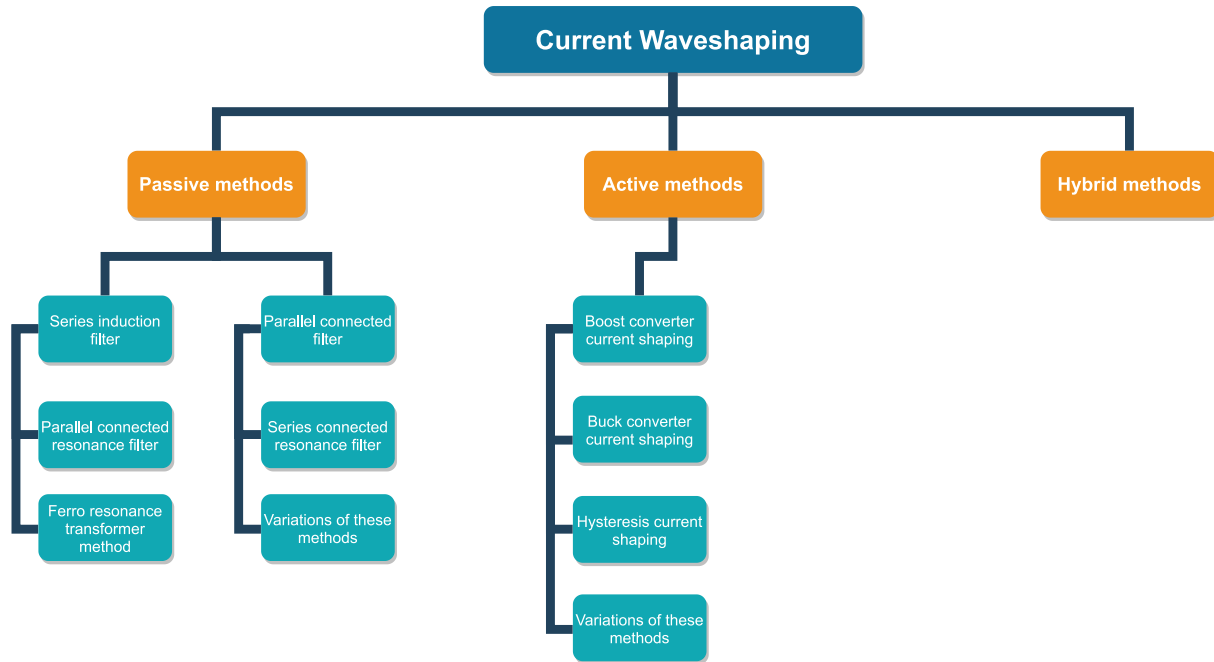 Current Waveshaping
Passive methods
Active methods
Hybrid methods
Series induction
filter
Parallel connected
resonance filter
Ferro resonance
transformer
method
Parallel connected
filter
Series connected
resonance filter
Variations of these
methods
Boost converter
current shaping
Buck converter
current shaping
Hysteresis current
shaping
Variations of these
methods